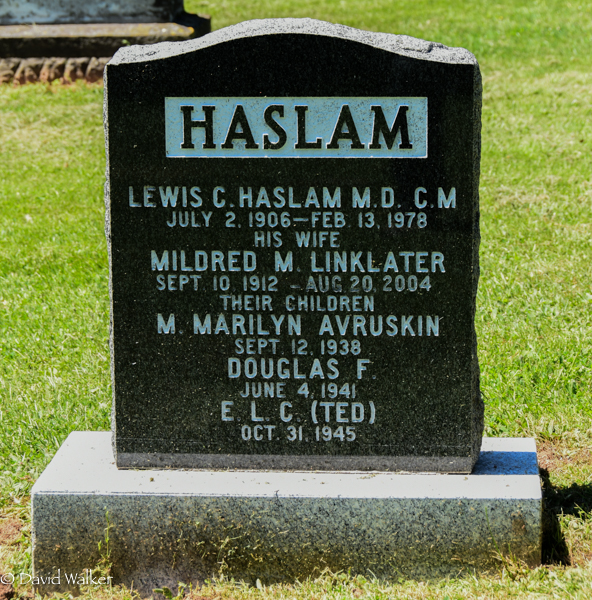 HASLAM
LEWIS C. HASLAM M.D. C.M
JULY 2, 1906—FEB. 13, 1978
HIS WIFE
MILDRED M. LINKLATER
SEPT. 10, 1912 - AUG. 20, 2004
THEIR CHILDREN
M. MARILYN AVRUSKIN
SEPT. 12, 1938
DOUGLAS F.
JUNE 4, 1941
E. L. C. (TED)
OCT. 31, 1945
© David Walker